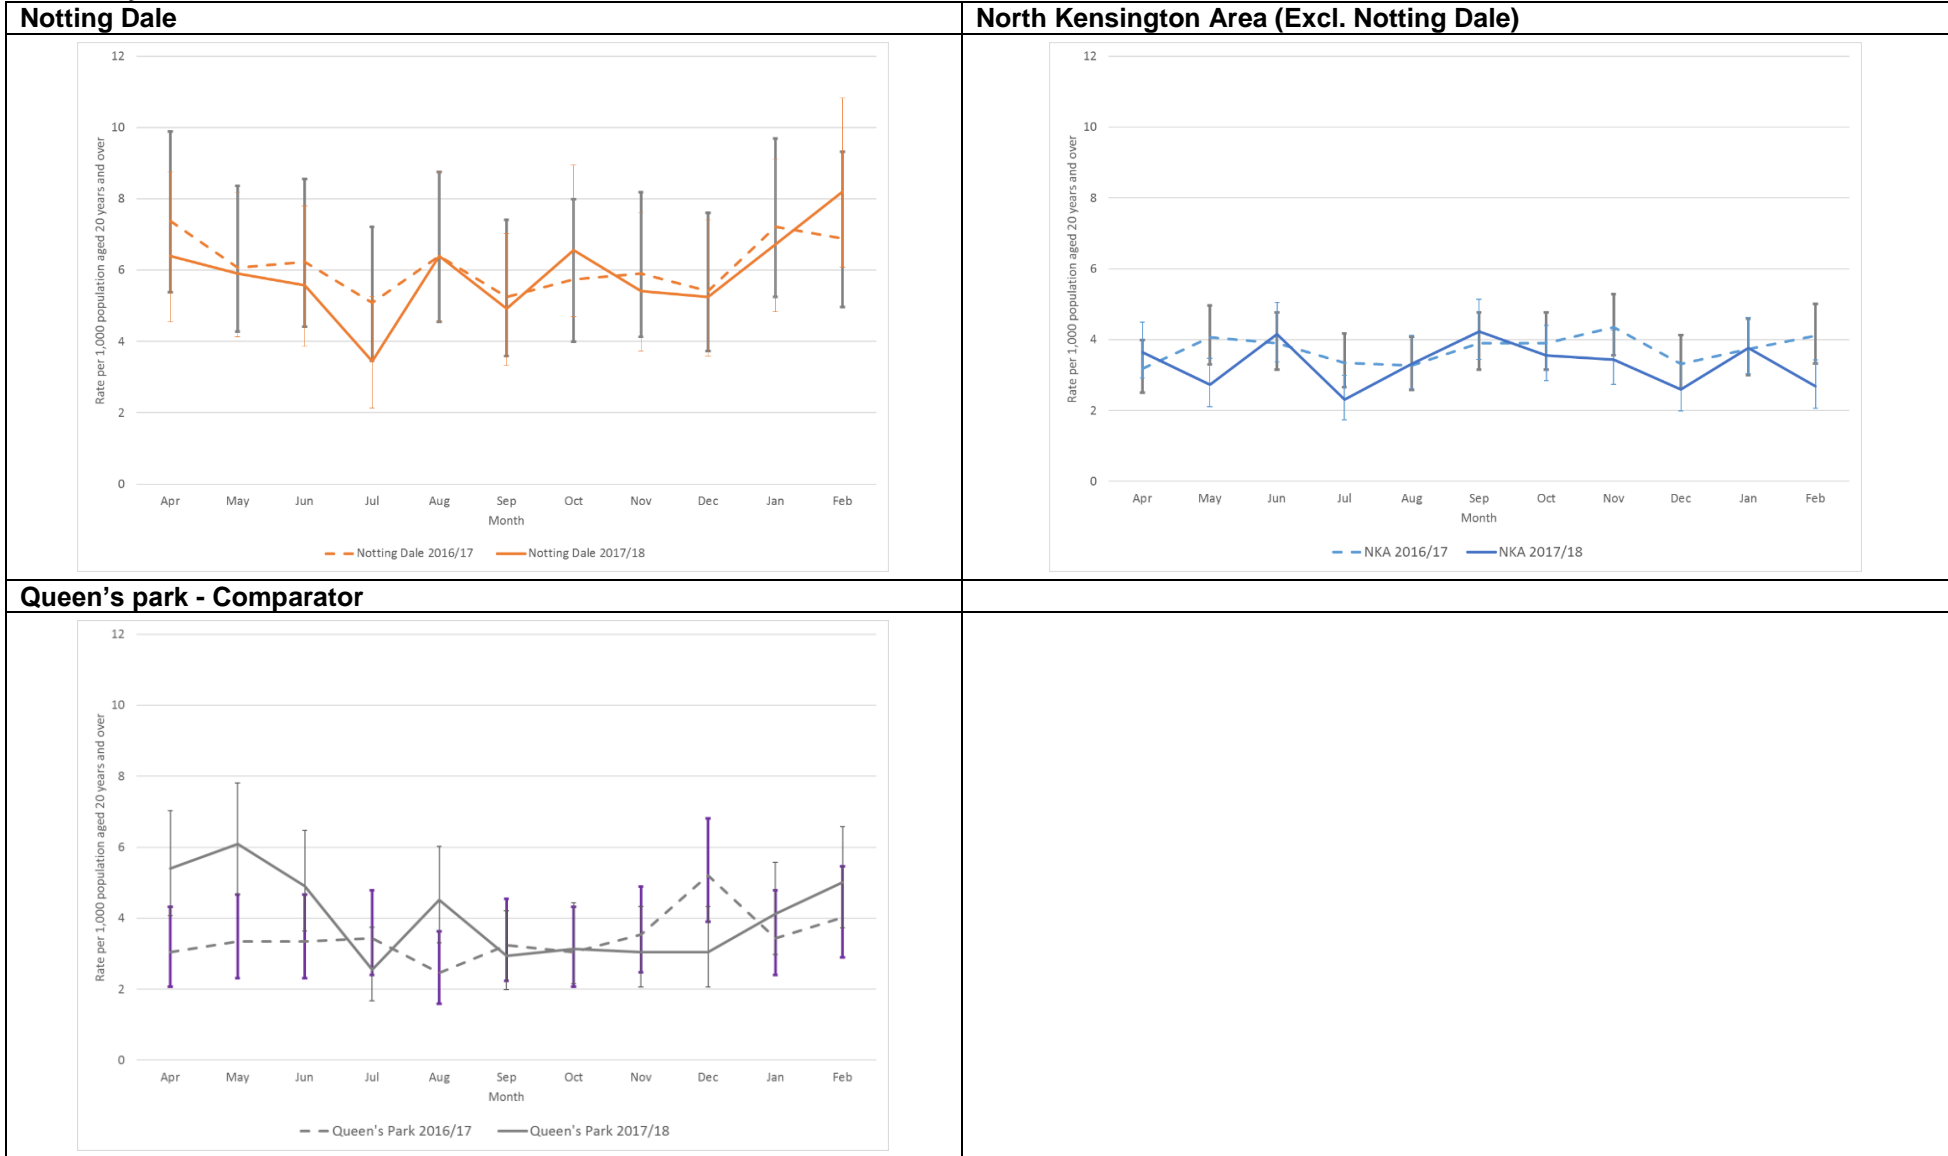 Notting Dale
North Kensington Area (Excl. Notting Dale)
12
10
8
6
4
2
0
Rate per 1,000 population aged 20 years and over
Apr May Jun Jul Aug Sep Oct Nov Dec Jan Feb
Month
Notting Dale 2016/17 Notting Dale 2017/18
12
10
8
6
4
2
0
Rate per 1,000 population aged 20 years and over
Apr May Jun Jul Aug Sep Oct Nov Dec Jan Feb
Month
NKA 2016/17 NKA 2017/18
Queen’s park - Comparator
12
10
8
6
4
2
0
Rate per 1,000 population aged 20 years and over
Apr May Jun Jul Aug Sep Oct Nov Dec Jan Feb
Month
Queen's Park 2016/17 Queen's Park 2017/18